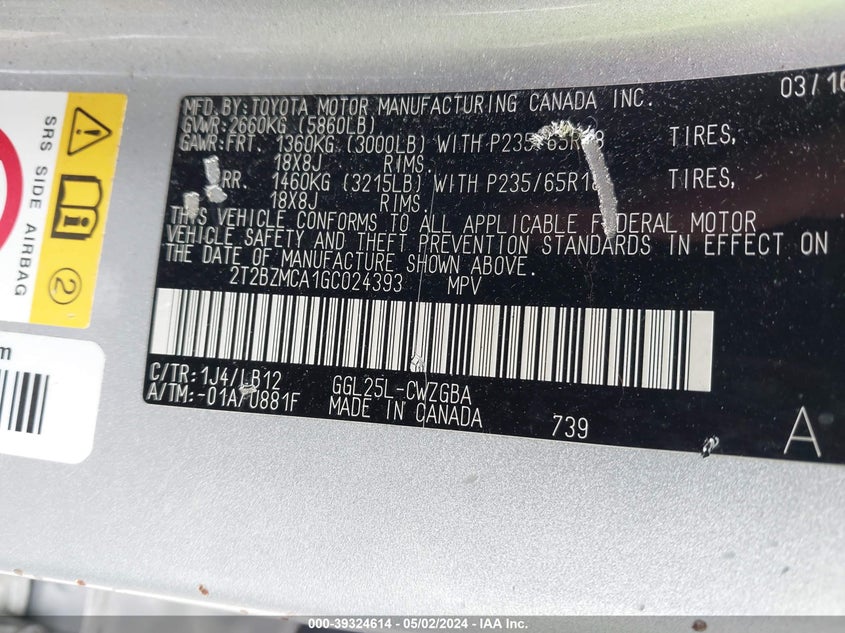 MFD. BY: TOYOTA MOTOR MANUFACTURING CANADA INC. 03/16
GVWR: 2660KG (5860LB)
GAWR: FRT. 1360KG (3000LB) WITH P235/65R18 TIRES,
18X8J RIMS.
RR. 1460KG (3215LB) WITH P235/65R18 TIRES,
18X8J RIMS.
THIS VEHICLE CONFORMS TO ALL APPLICABLE FEDERAL MOTOR
VEHICLE SAFETY AND THEFT PREVENTION STANDARDS IN EFFECT ON
THE DATE OF MANUFACTURE SHOWN ABOVE.
2T2BZMCA1GC024393 MPV
C/TR: 1J4/LB12 GGL25L-CWZGBA
A/TM: -01A/U881F MADE IN CANADA
739 A
SRS SIDE AIRBAG
2
m
000-39324614 - 05/02/2024 - IAA Inc.